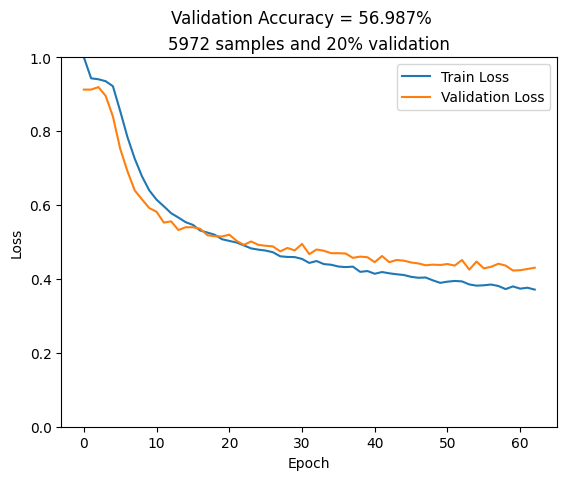 Validation Accuracy = 56.987%
5972 samples and 20% validation
Train Loss
Validation Loss
1.0
0.8
0.6
0.4
0.2
0.0
Loss
0 10 20 30 40 50 60
Epoch